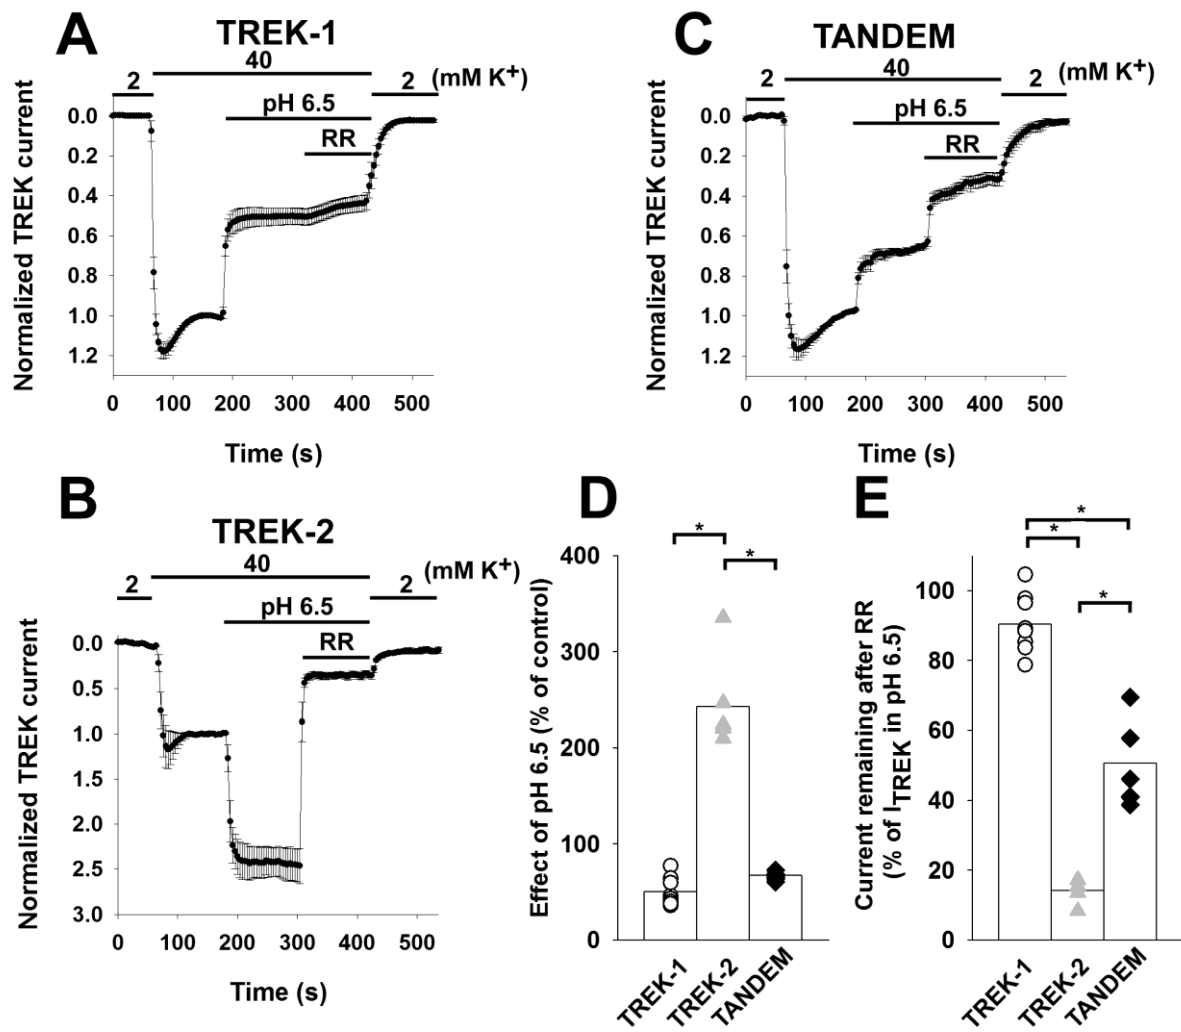 A
TREK-1
40
2
2
(mM K+)
pH 6.5
RR
Normalized TREK current
0.0
0.2
0.4
0.6
0.8
1.0
1.2
0 100 200 300 400 500
Time (s)
C
TANDEM
40
2
2
(mM K+)
pH 6.5
RR
Normalized TREK current
0.0
0.2
0.4
0.6
0.8
1.0
1.2
0 100 200 300 400 500
Time (s)
B
TREK-2
40
2
2
(mM K+)
pH 6.5
RR
Normalized TREK current
0.0
0.5
1.0
1.5
2.0
2.5
3.0
0 100 200 300 400 500
Time (s)
D
* *
Effect of pH 6.5 (% of control)
400
300
200
100
0
TREK-1 TREK-2 TANDEM
E
*
*
*
Current remaining after RR
(% of ITREK in pH 6.5)
100
80
60
40
20
0
TREK-1 TREK-2 TANDEM